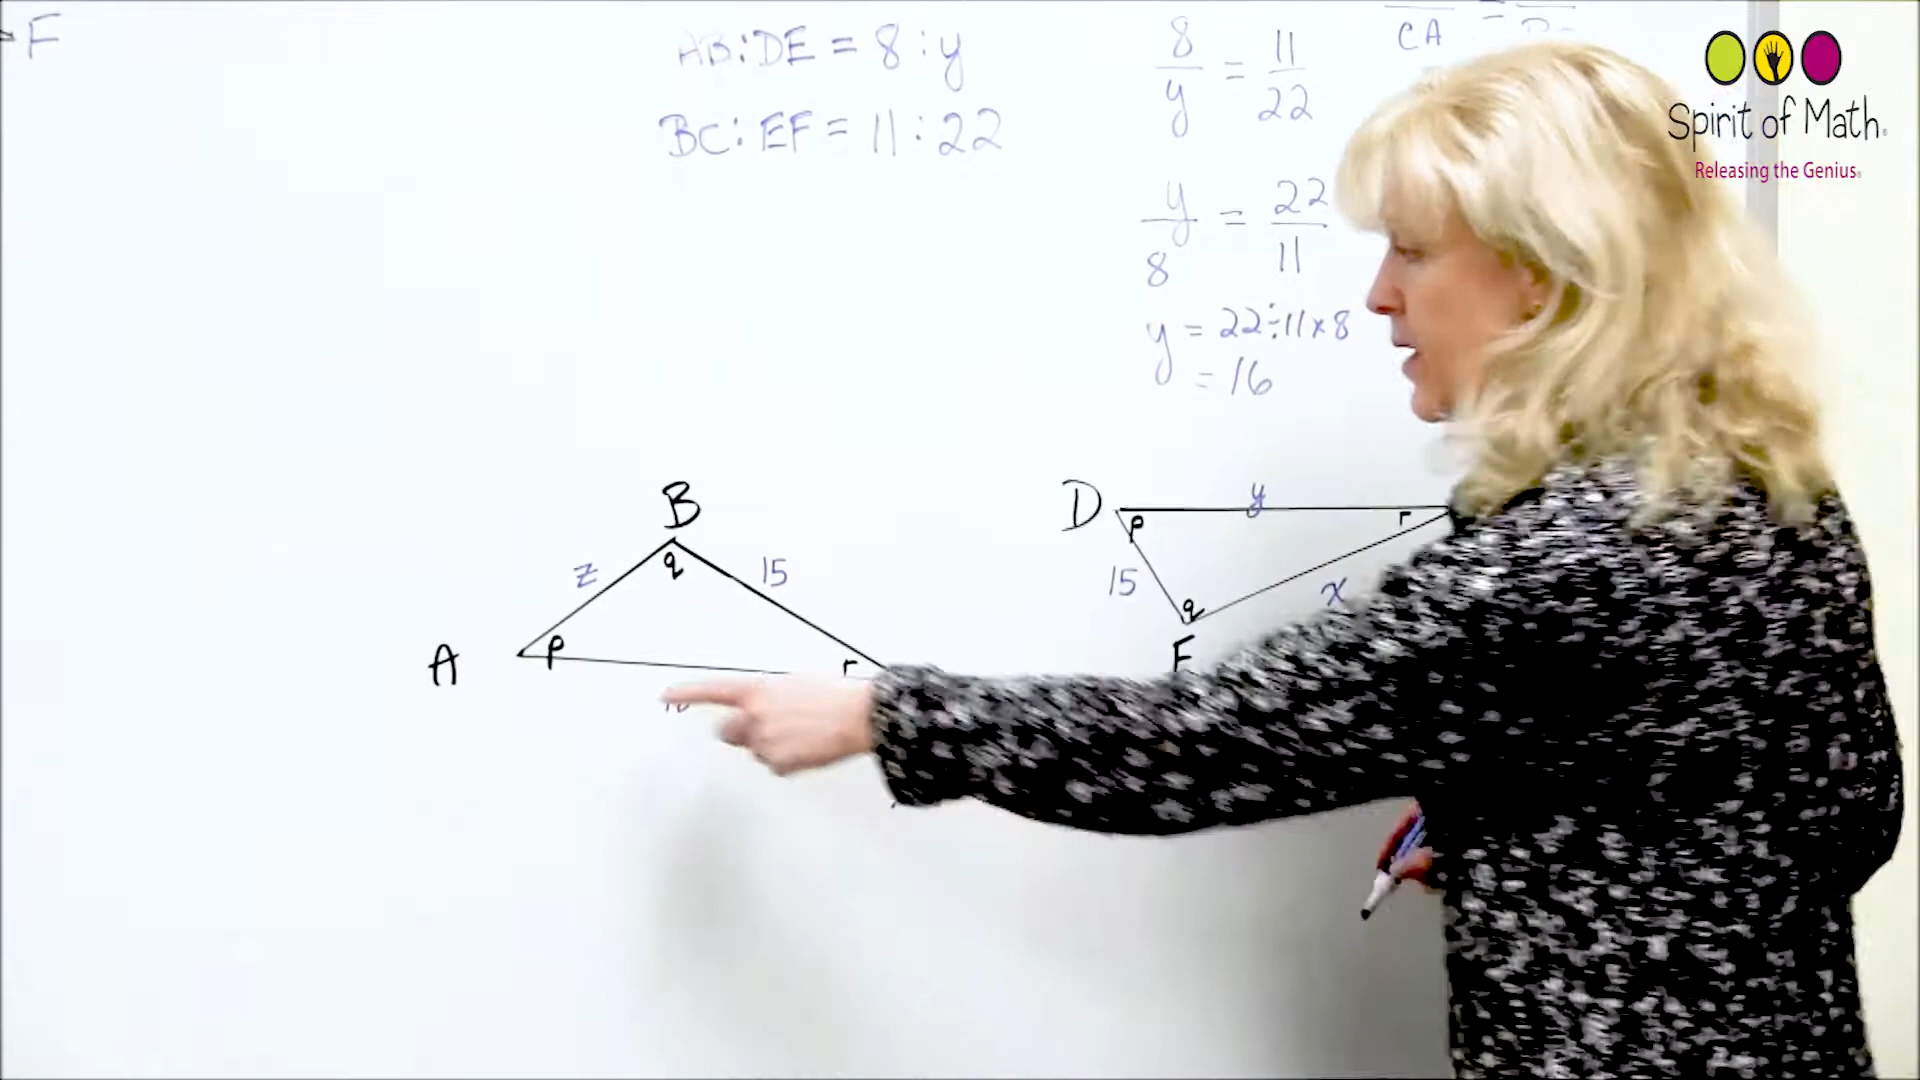 F
AB:DE = 8:y
BC:EF = 11:22
8/y = 11/22
y/8 = 22/11
y = 22÷11×8
= 16
CA =
Spirit of Math
Releasing the Genius
B
z
q
15
A
p
r
D
y
p
r
15
q
x